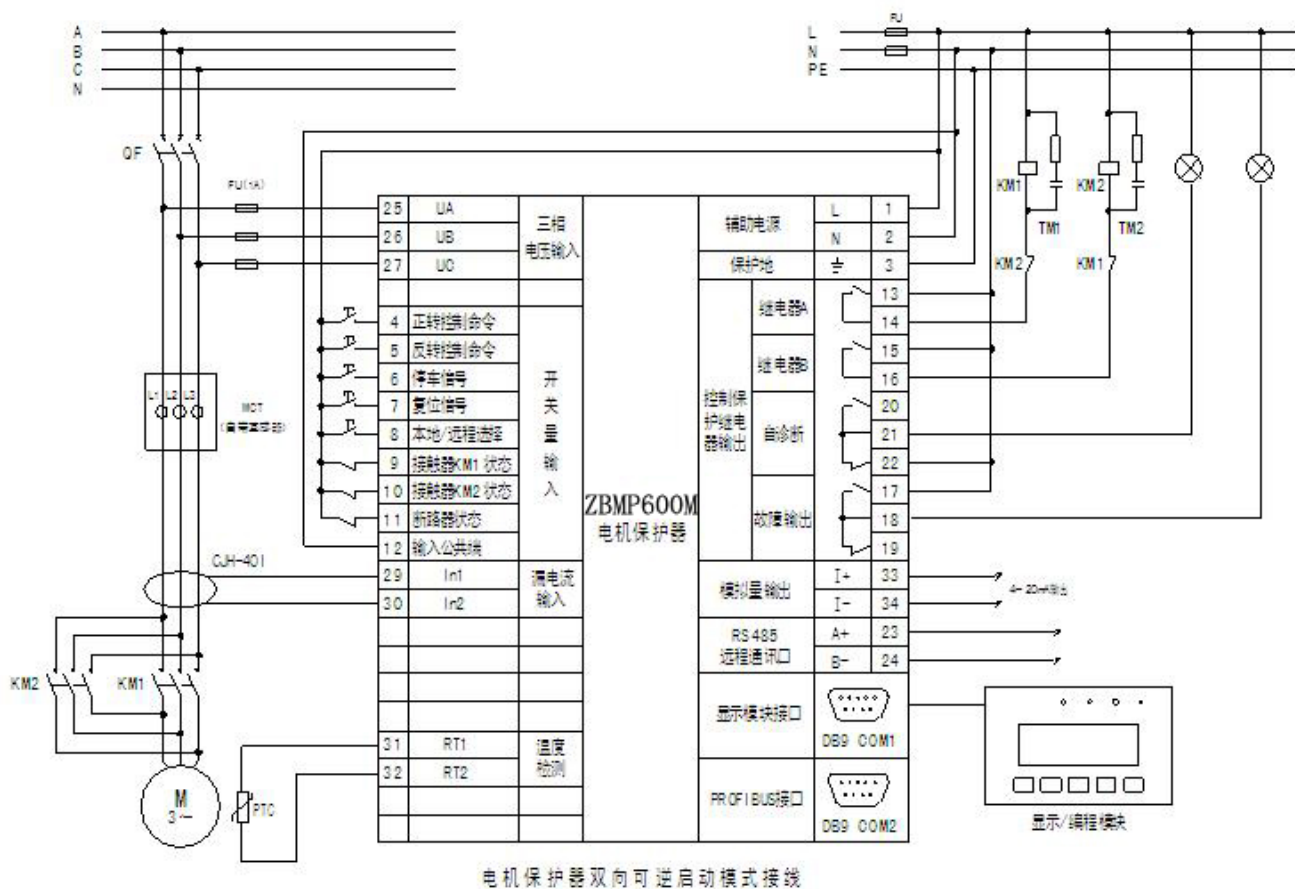 A
B
C
N
QF
FU(1A)
L1 L2 L3
MCT
CJH-401
KM2
KM1
M
3~
PTC
25 UA
26 UB
27 UC
三相
电压输入
4 正转控制命令
5 反转控制命令
6 停车信号
7 复位信号
8 本地/远程选择
9 接触器KM1 状态
10 接触器KM2 状态
11 断路器状态
12 输入公共端
开
关
量
输
入
29 In1
30 In2
漏电流
输入
31 RT1
32 RT2
温度
检测
ZBMP600M
电机保护器
辅助电源
L 1
N 2
保护地 3
控制保
护继电
器输出
继电器A
13
14
继电器B
15
16
自诊断
20
21
22
故障输出
17
18
19
模拟量输出
I+ 33
I- 34
4-20mA输出
RS485
远程通讯口
A+ 23
B- 24
显示模块接口
DB9 COM1
PROFIBUS接口
DB9 COM2
L
N
PE
FU
KM1
KM2
TM1
TM2
KM2
KM1
显示/编程模块
电机保护器双向可逆启动模式接线